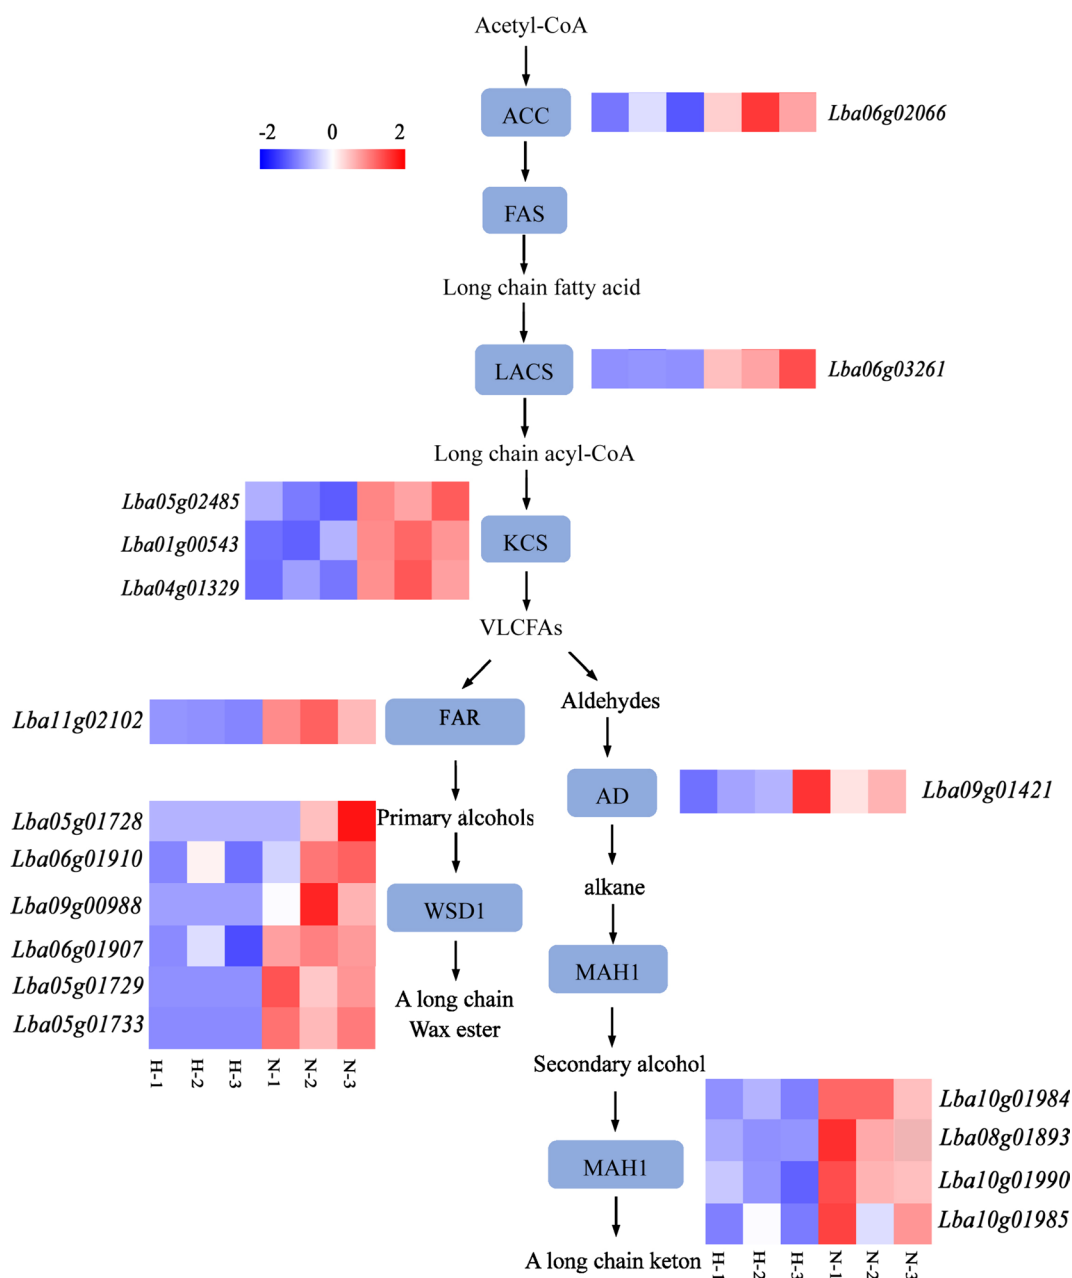 Acetyl-CoA
ACC
Lba06g02066
-2 0 2
FAS
Long chain fatty acid
LACS
Lba06g03261
Long chain acyl-CoA
Lba05g02485
Lba01g00543
Lba04g01329
KCS
VLCFAs
Lba11g02102
FAR
Aldehydes
AD
Lba09g01421
Lba05g01728
Lba06g01910
Lba09g00988
Lba06g01907
Lba05g01729
Lba05g01733
H-1 H-2 H-3 N-1 N-2 N-3
Primary alcohols
WSD1
A long chain
Wax ester
alkane
MAH1
Secondary alcohol
MAH1
A long chain keton
Lba10g01984
Lba08g01893
Lba10g01990
Lba10g01985
H-1 H-2 H-3 N-1 N-2 N-3